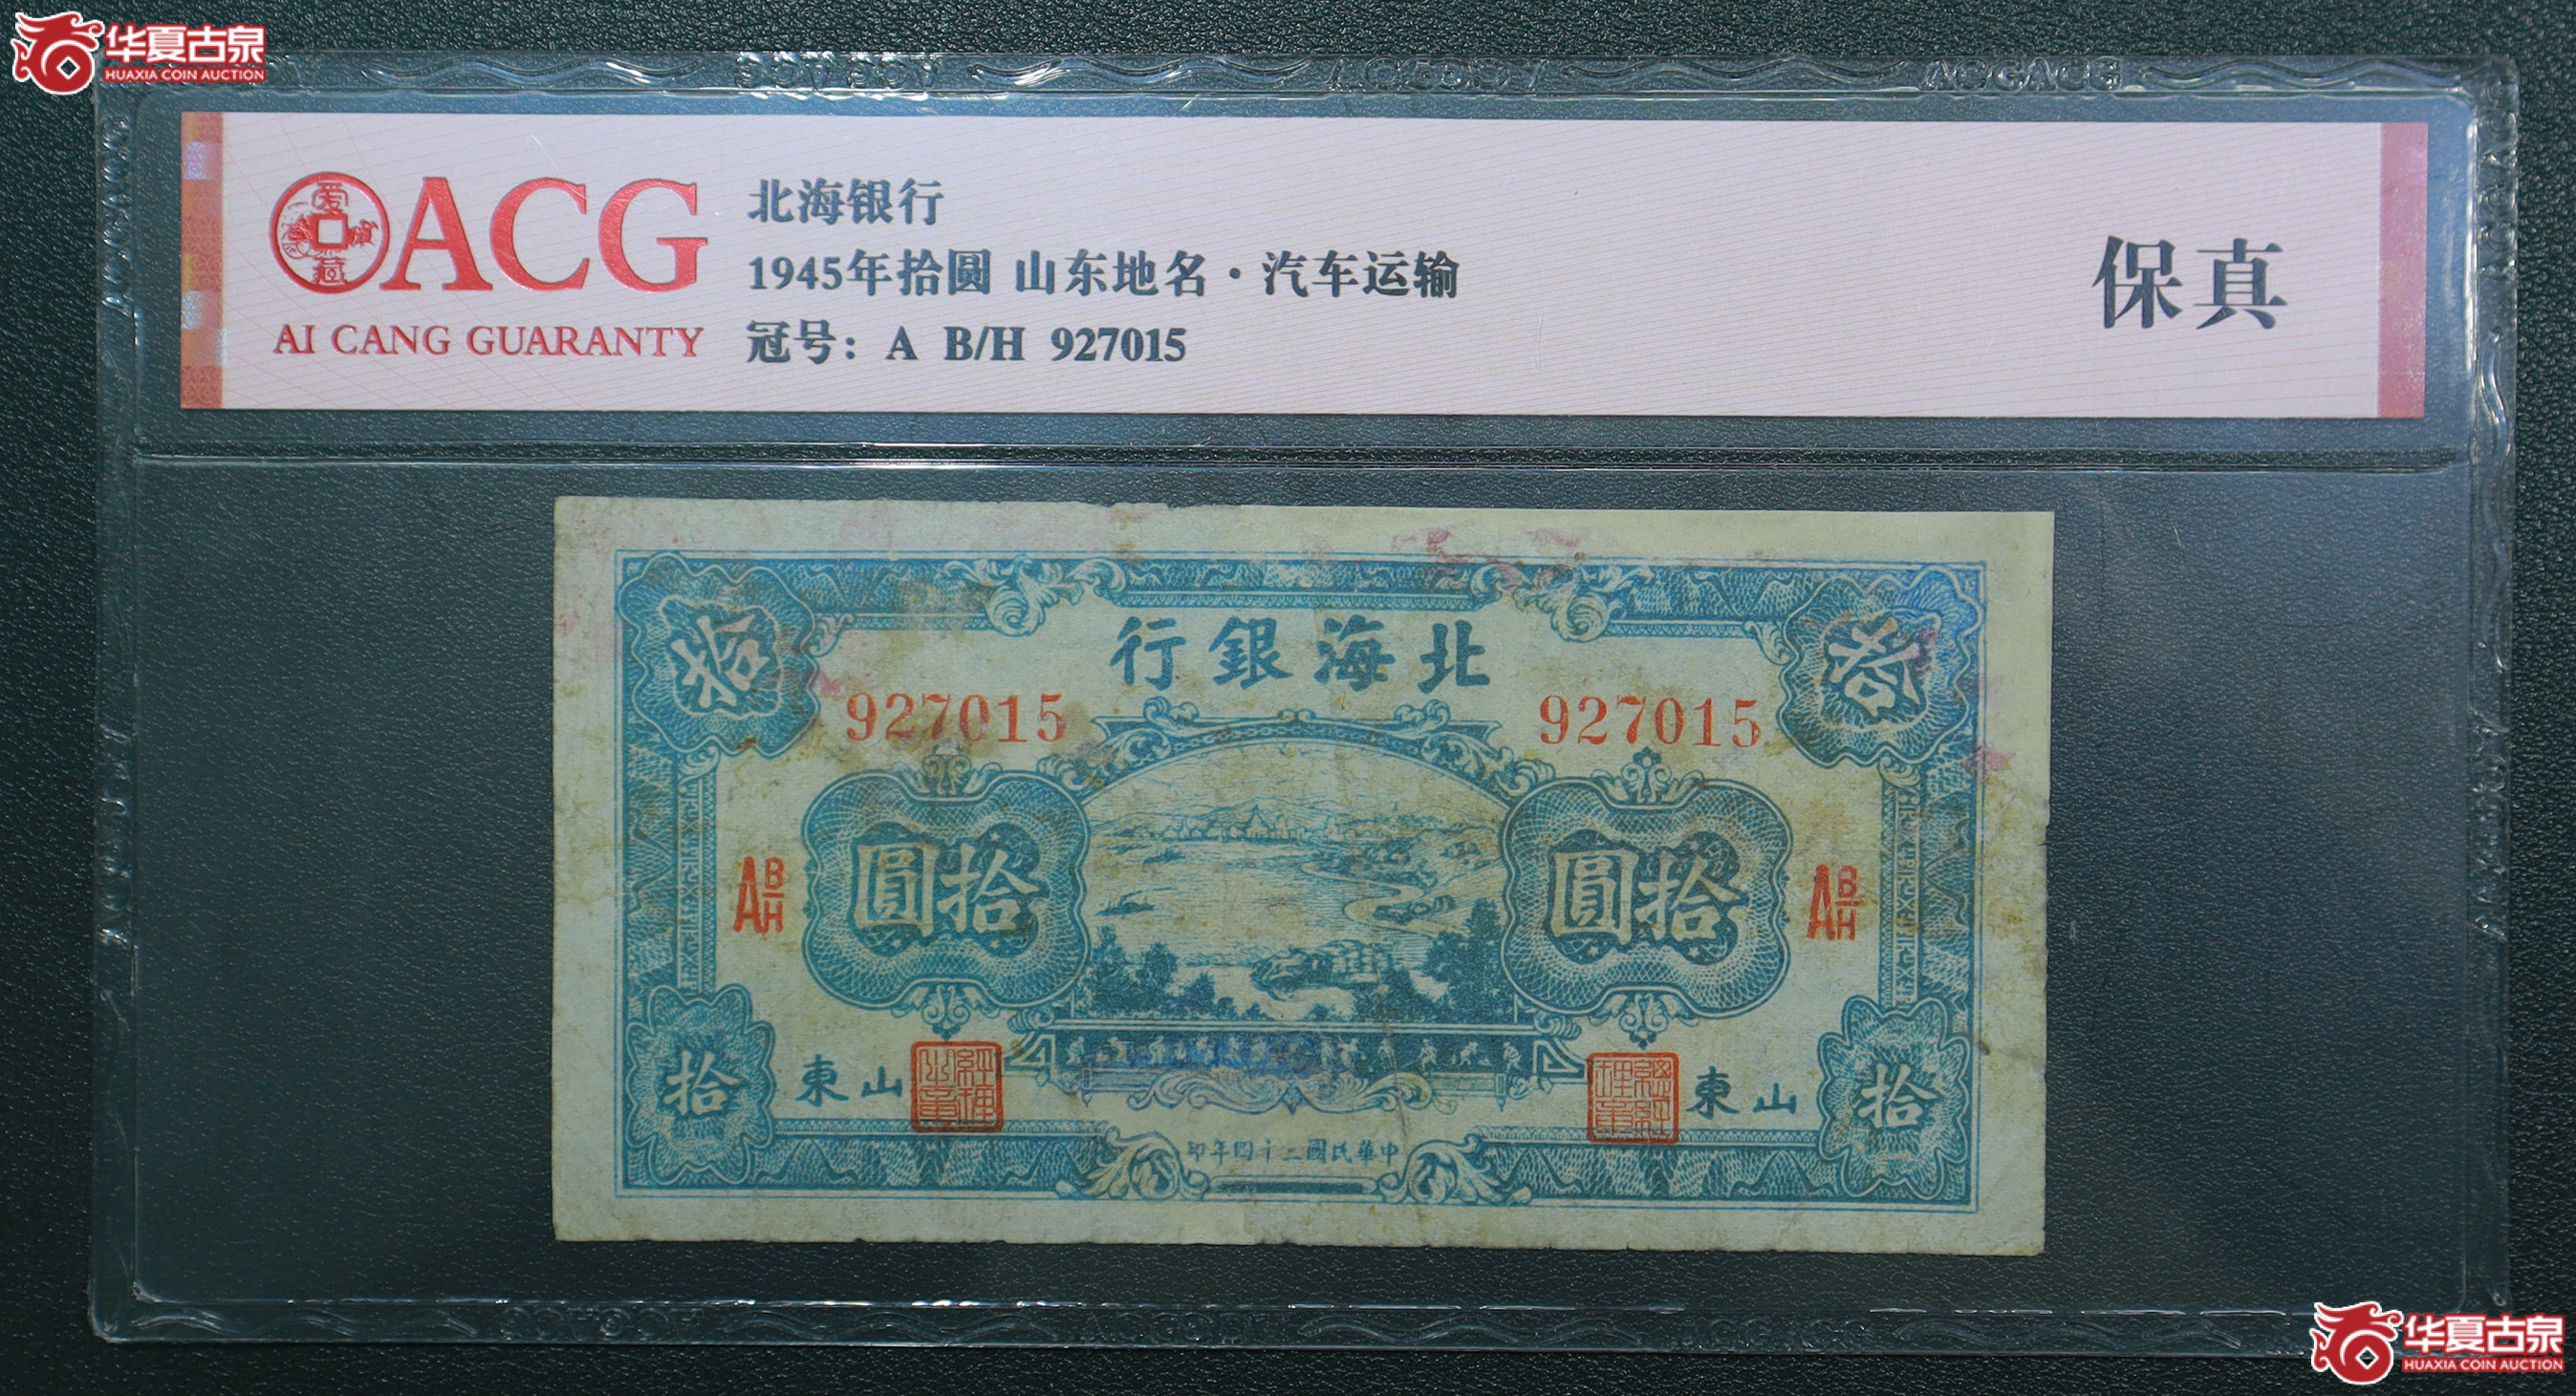 华夏古泉
HUAXIA COIN AUCTION
爱藏
ACG
AI CANG GUARANTY
北海银行
1945年拾圆 山东地名·汽车运输
冠号：A B/H 927015
保真
拾
行銀海北
拾
927015
927015
圓拾
圓拾
A B/H
A B/H
拾
東山
東山
拾
印年四十三國民華中
华夏古泉
HUAXIA COIN AUCTION